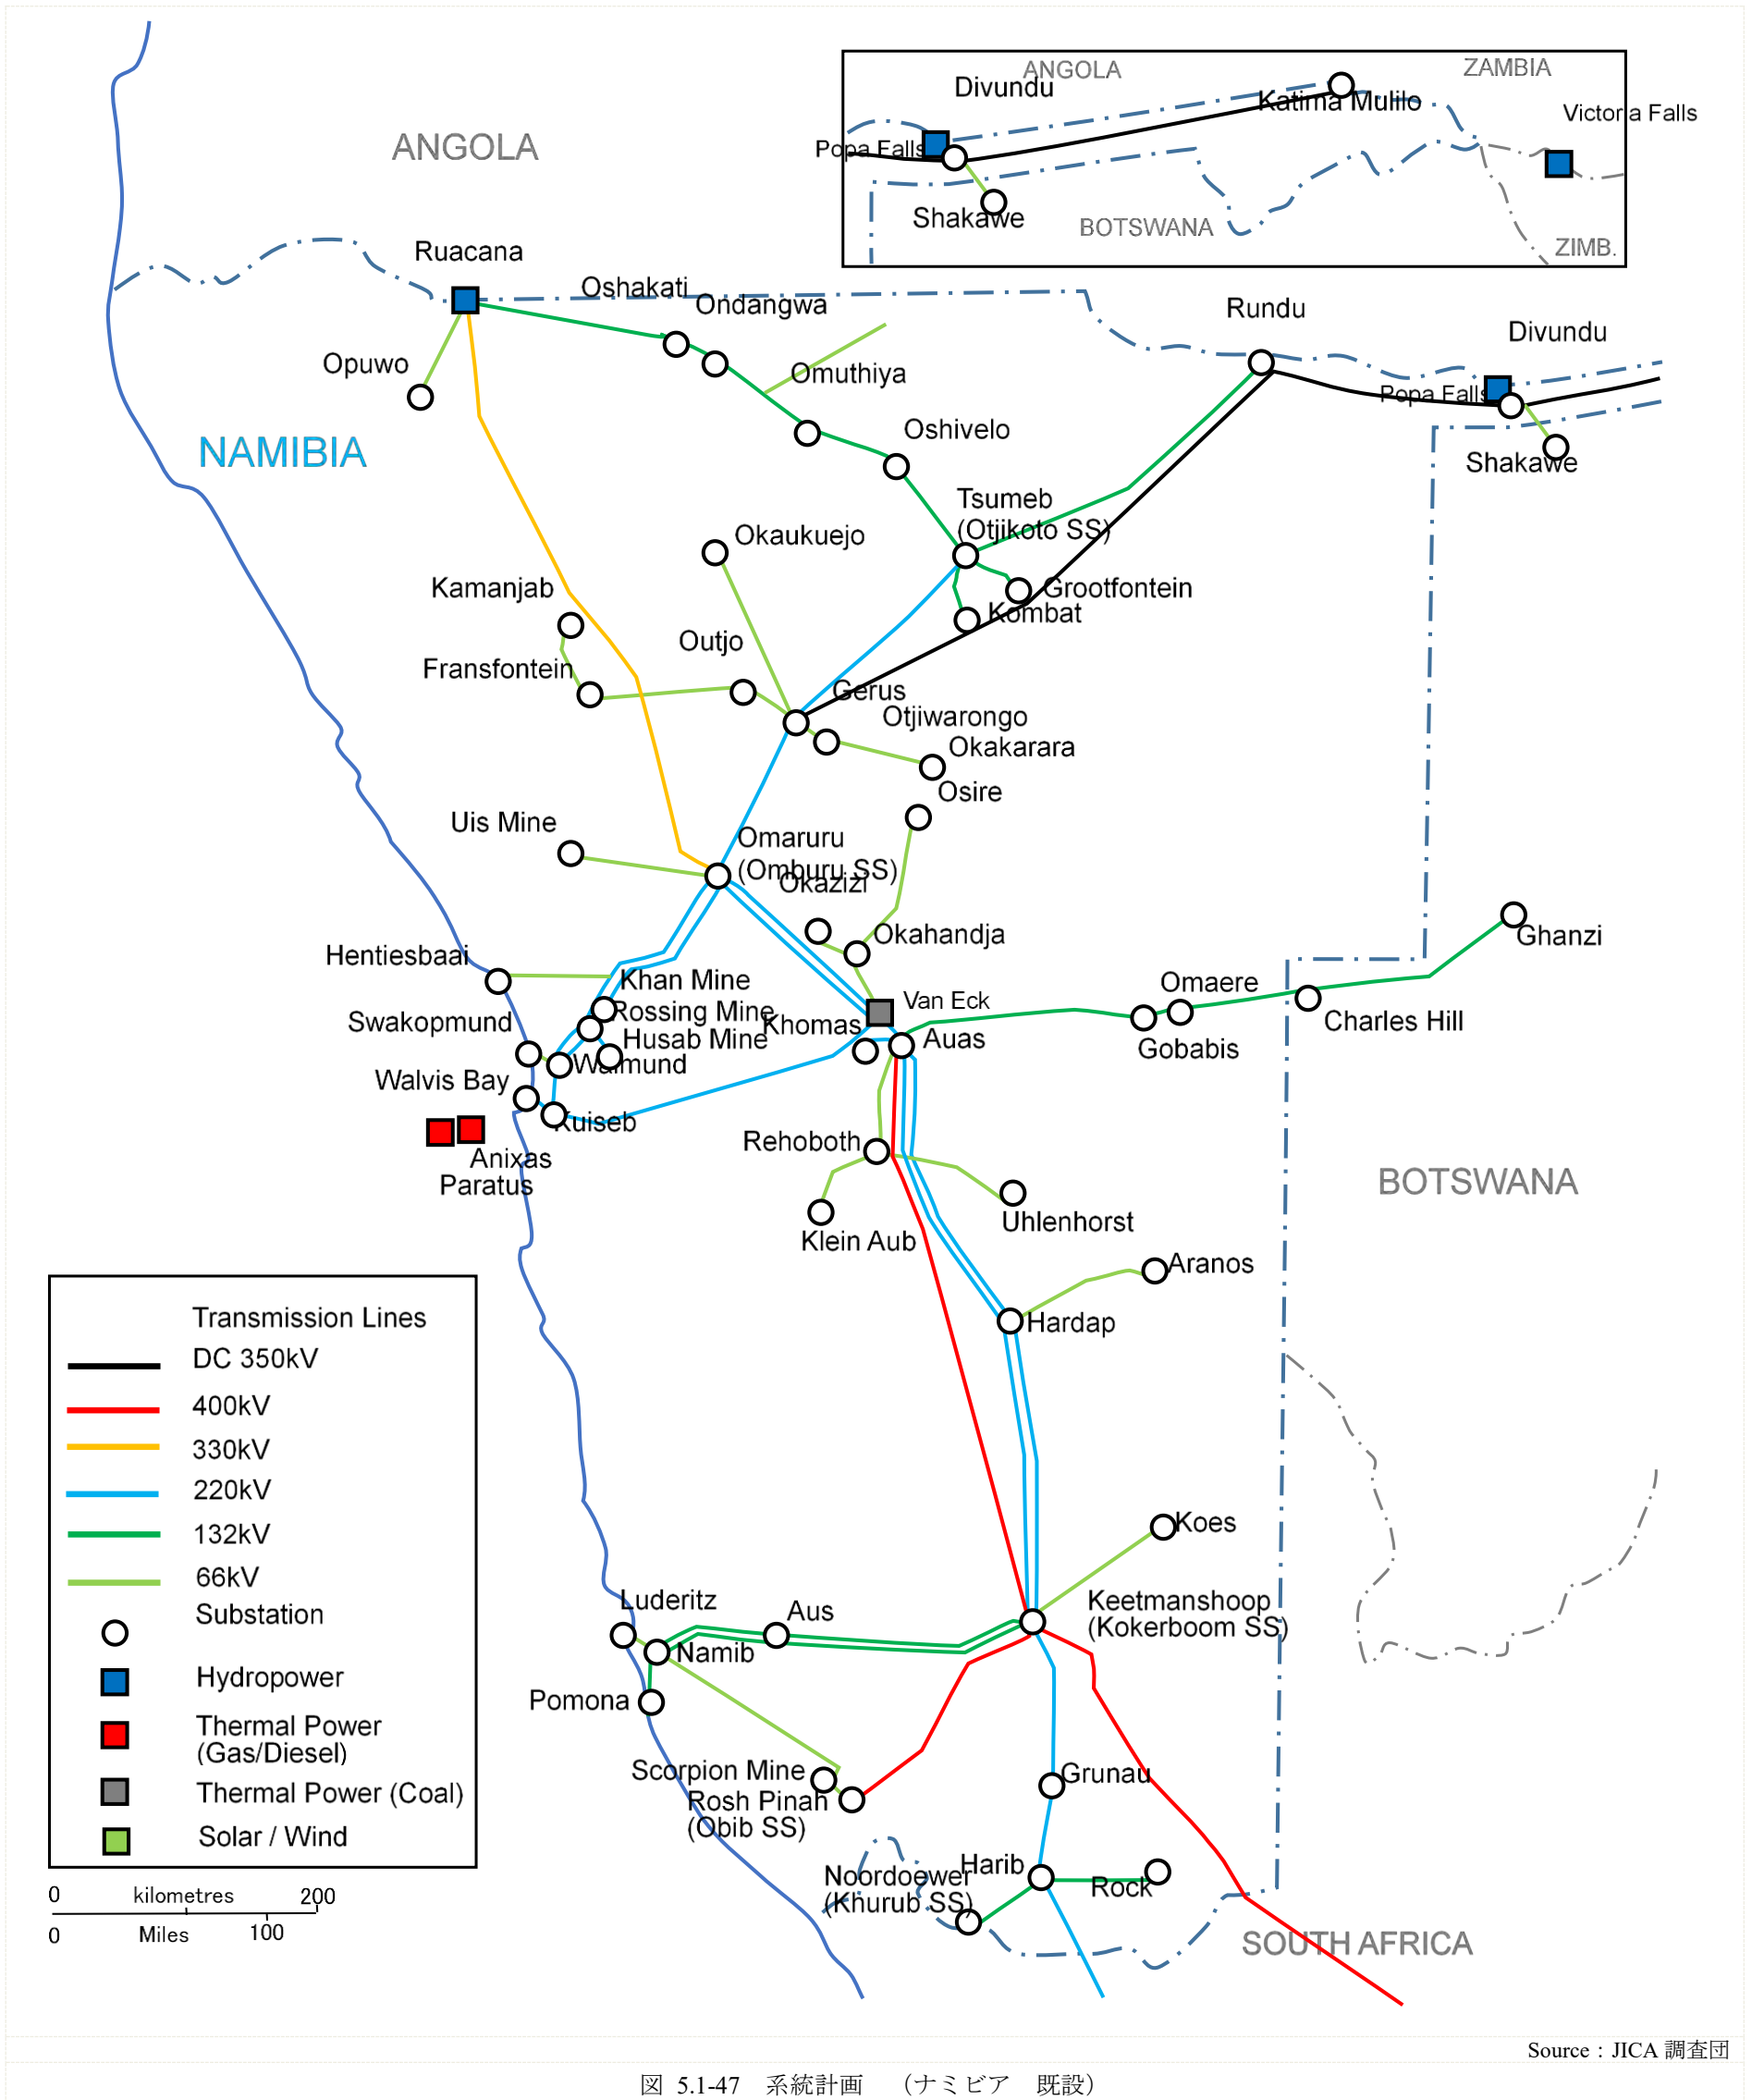 ANGOLA
ZAMBIA
Divundu
Katima Mulilo
Victoria Falls
Popa Falls
Shakawe
BOTSWANA
ZIMB.
ANGOLA
Ruacana
Oshakati
Ondangwa
Rundu
Divundu
Opuwo
Omuthiya
Popa Falls
NAMIBIA
Oshivelo
Shakawe
Tsumeb
(Otjikoto SS)
Okaukuejo
Kamanjab
Grootfontein
Kombat
Outjo
Fransfontein
Gerus
Otjiwarongo
Okakarara
Osire
Uis Mine
Omaruru
(Omburu SS)
Okazizi
Okahandja
Ghanzi
Hentiesbaai
Khan Mine
Omaere
Van Eck
Rossing Mine
Swakopmund
Khomas
Charles Hill
Husab Mine
Auas
Gobabis
Walmund
Walvis Bay
Kuiseb
Rehoboth
Anixas
Paratus
BOTSWANA
Uhlenhorst
Klein Aub
Aranos
Hardap
Transmission Lines
DC 350kV
400kV
330kV
220kV
132kV
66kV
Substation
Hydropower
Thermal Power
(Gas/Diesel)
Thermal Power (Coal)
Solar / Wind
0 kilometres 200
0 Miles 100
Koes
Luderitz
Aus
Keetmanshoop
(Kokerboom SS)
Namib
Pomona
Scorpion Mine
Grunau
Rosh Pinah
(Obib SS)
Harib
Noordoewer
(Khurub SS)
Rock
SOUTH AFRICA
Source：JICA 調査団
図 5.1-47 系統計画 （ナミビア 既設）